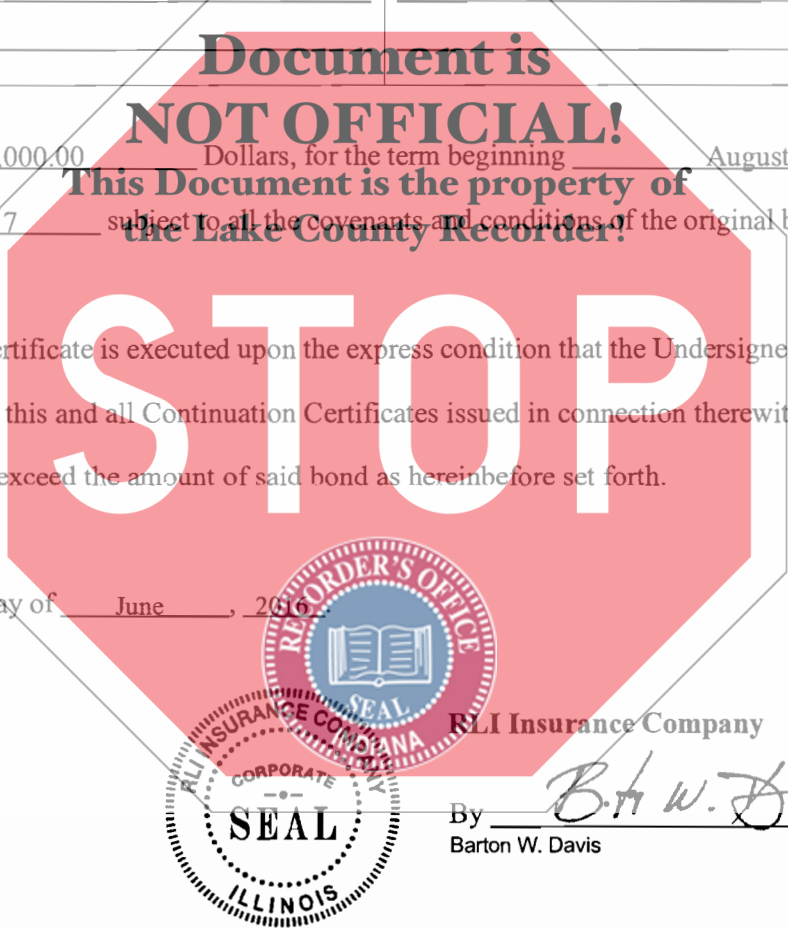 Document is
NOT OFFICIAL!
,000.00 Dollars, for the term beginning August
This Document is the property of
7 subject to all the covenants and conditions of the original b
the Lake County Recorder!
STOP
ertificate is executed upon the express condition that the Undersigne
this and all Continuation Certificates issued in connection therewit
exceed the amount of said bond as hereinbefore set forth.
ay of June , 2016 .
RECORDER'S OFFICE
SEAL
INDIANA
RLI Insurance Company
RLI INSURANCE COMPANY
CORPORATE
SEAL
ILLINOIS
By
Barton W. Davis